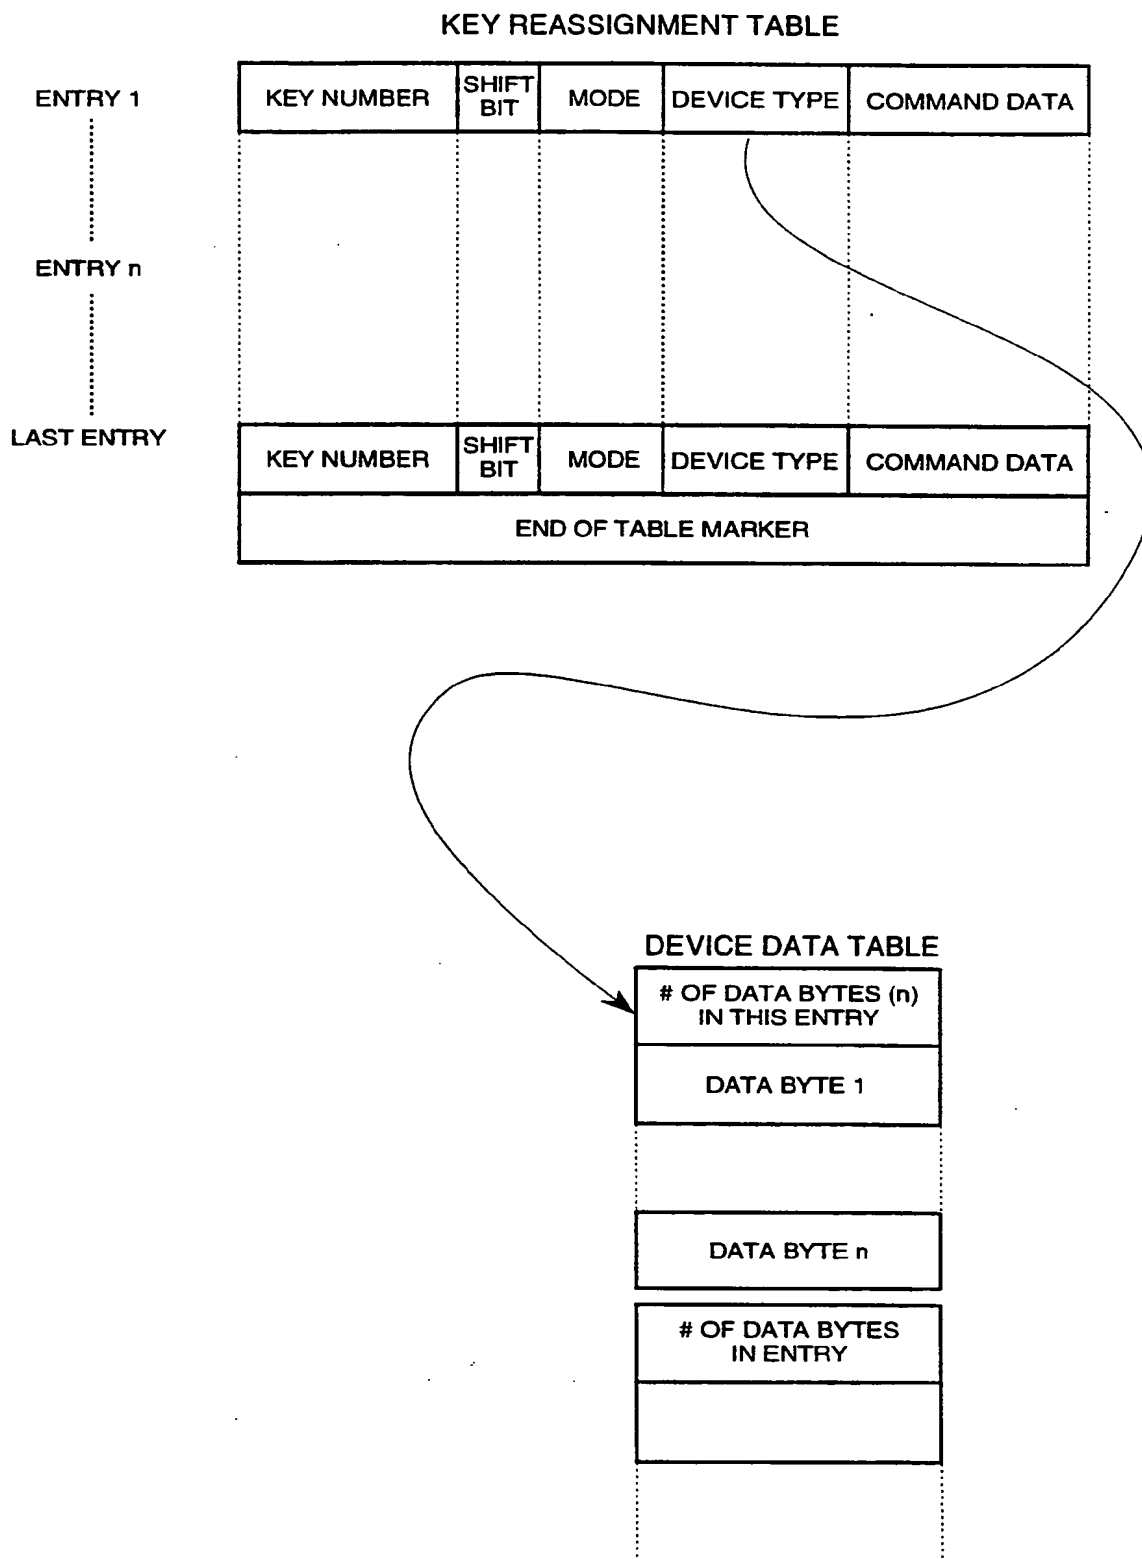 KEY REASSIGNMENT TABLE
ENTRY 1
KEY NUMBER
SHIFT
BIT
MODE
DEVICE TYPE
COMMAND DATA
ENTRY n
LAST ENTRY
KEY NUMBER
SHIFT
BIT
MODE
DEVICE TYPE
COMMAND DATA
END OF TABLE MARKER
DEVICE DATA TABLE
# OF DATA BYTES (n)
IN THIS ENTRY
DATA BYTE 1
DATA BYTE n
# OF DATA BYTES
IN ENTRY